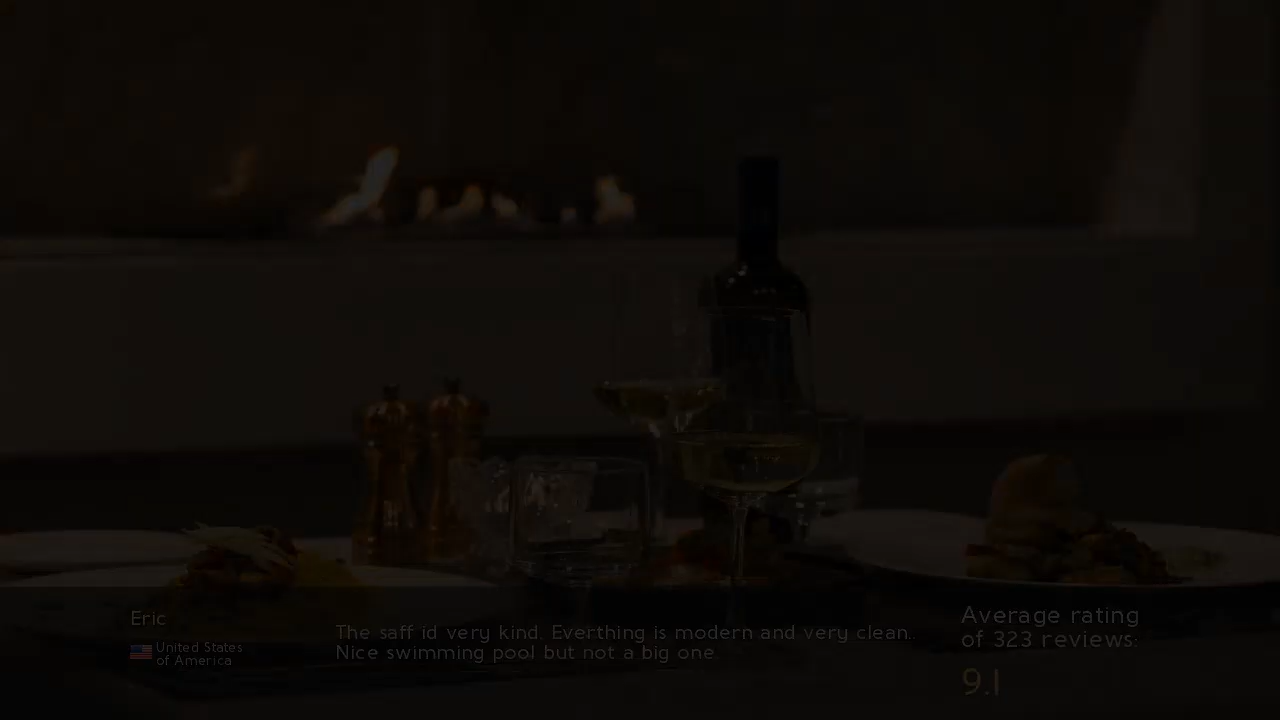 Eric
United States
of America
The saff id very kind. Everthing is modern and very clean..
Nice swimming pool but not a big one.
Average rating
of 323 reviews:
9.1